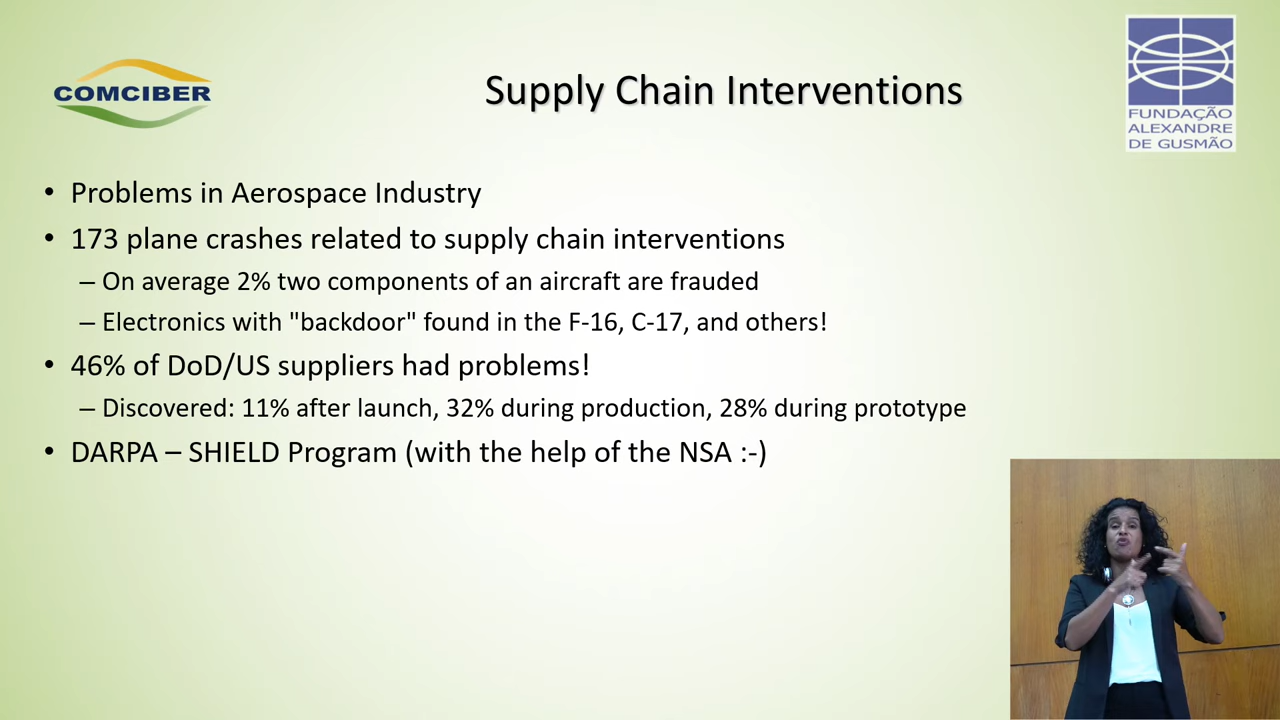 COMCIBER
Supply Chain Interventions
FUNDAÇÃO
ALEXANDRE
DE GUSMÃO
• Problems in Aerospace Industry
• 173 plane crashes related to supply chain interventions
– On average 2% two components of an aircraft are frauded
– Electronics with "backdoor" found in the F-16, C-17, and others!
• 46% of DoD/US suppliers had problems!
– Discovered: 11% after launch, 32% during production, 28% during prototype
• DARPA – SHIELD Program (with the help of the NSA :-)